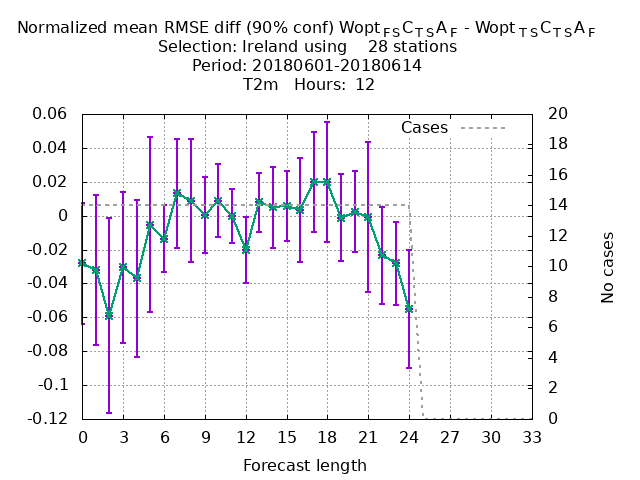 Normalized mean RMSE diff (90% conf) Wopt FS C TS A F - Wopt TS C TS A F
Selection: Ireland using 28 stations
Period: 20180601-20180614
T2m Hours: 12
Cases
0.06
0.04
0.02
0
-0.02
-0.04
-0.06
-0.08
-0.1
-0.12
20
18
16
14
12
10
8
6
4
2
0
No cases
0 3 6 9 12 15 18 21 24 27 30 33
Forecast length